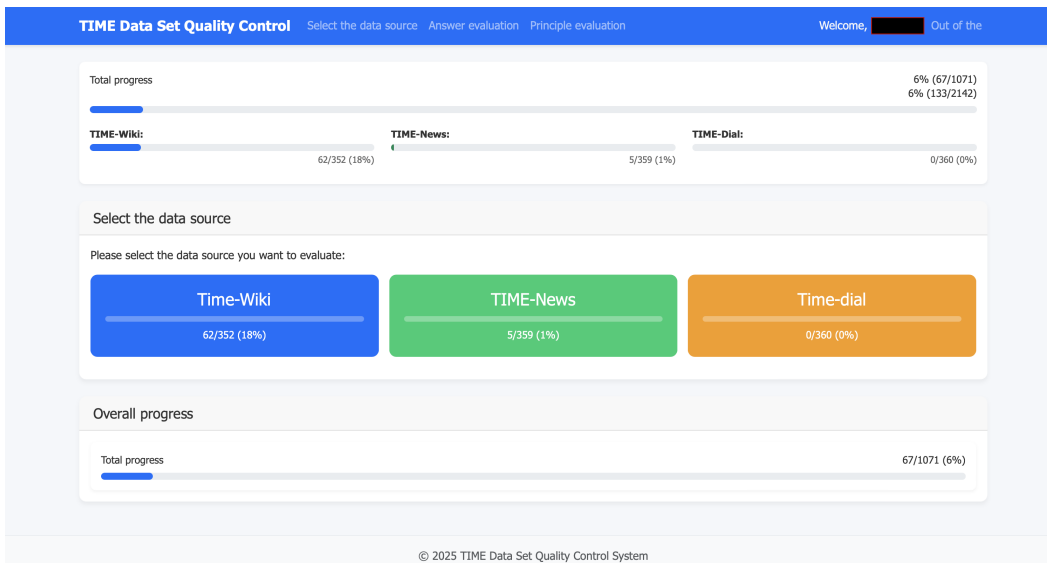 TIME Data Set Quality Control Select the data source Answer evaluation Principle evaluation Welcome, Out of the
Total progress 6% (67/1071)
6% (133/2142)
TIME-Wiki: TIME-News: TIME-Dial:
62/352 (18%) 5/359 (1%) 0/360 (0%)
Select the data source
Please select the data source you want to evaluate:
Time-Wiki TIME-News Time-dial
62/352 (18%) 5/359 (1%) 0/360 (0%)
Overall progress
Total progress 67/1071 (6%)
© 2025 TIME Data Set Quality Control System